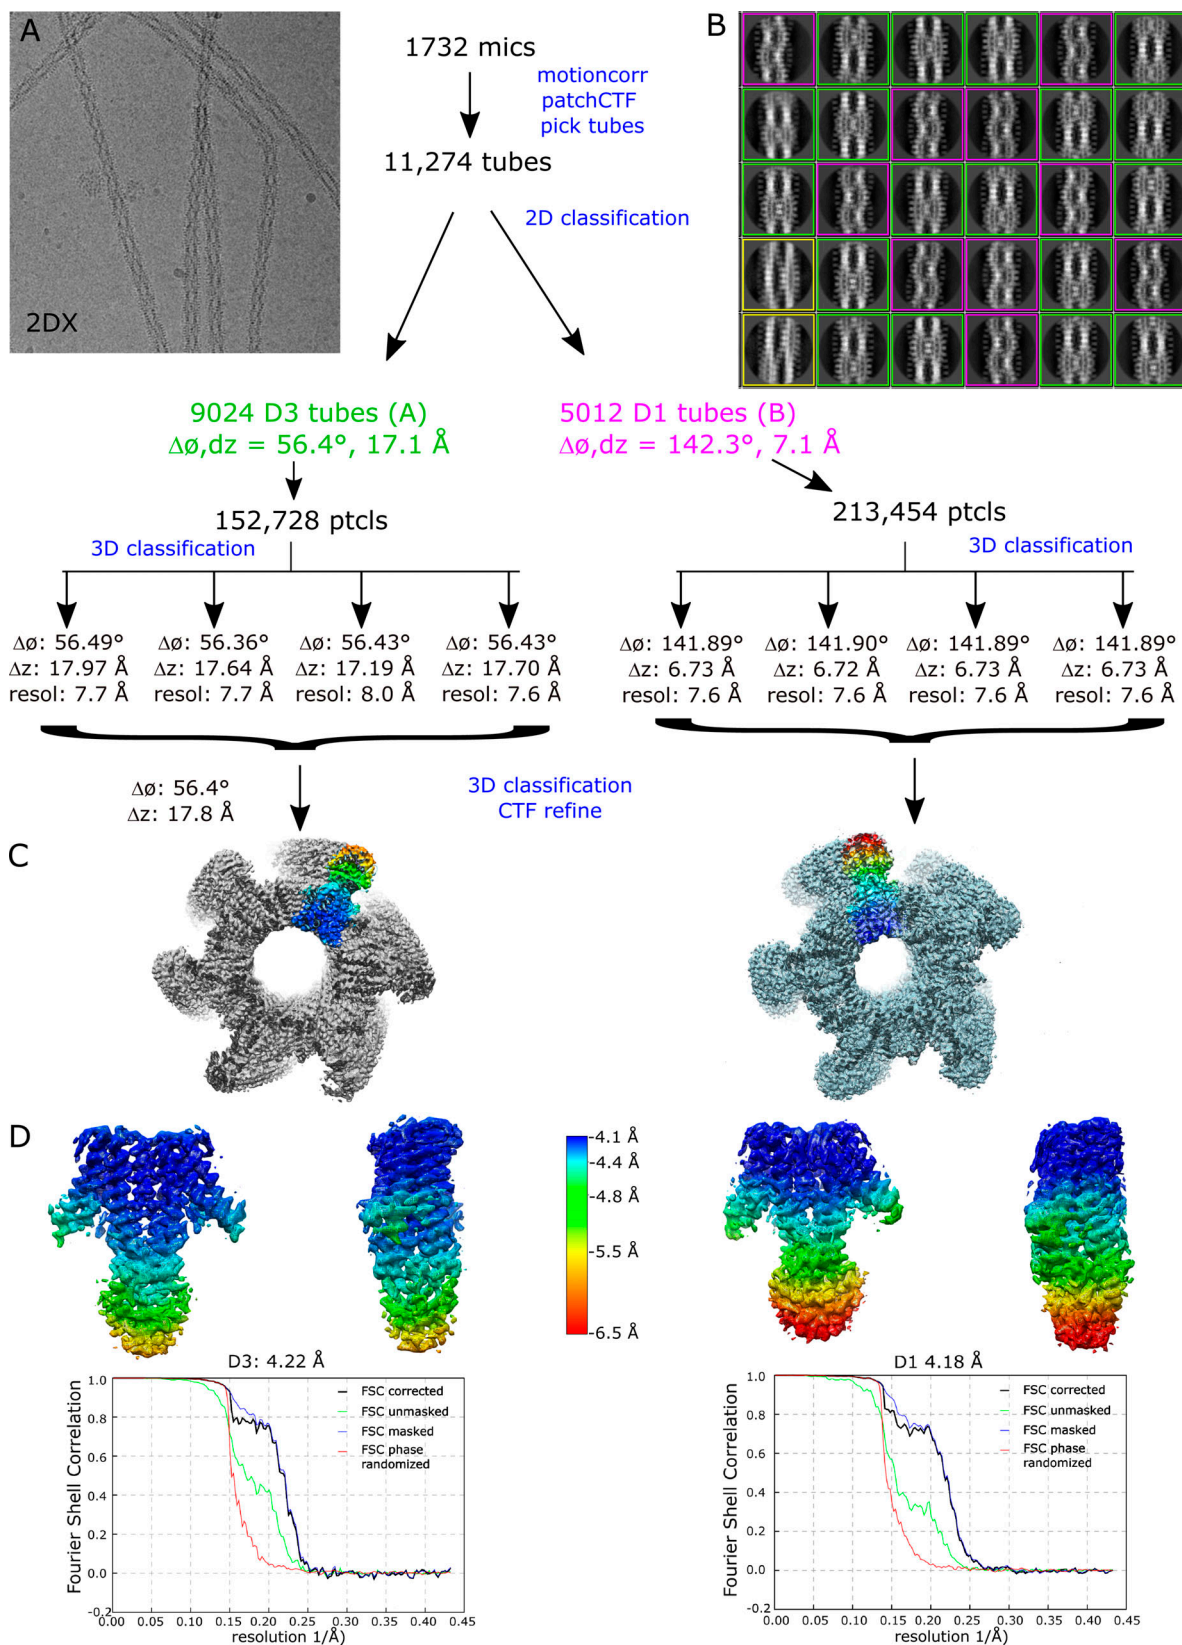 A
2DX
1732 mics
motioncorr
patchCTF
pick tubes
11,274 tubes
2D classification
B
9024 D3 tubes (A)
Δø,dz = 56.4°, 17.1 Å
5012 D1 tubes (B)
Δø,dz = 142.3°, 7.1 Å
152,728 ptcls
213,454 ptcls
3D classification
3D classification
Δø: 56.49°
Δz: 17.97 Å
resol: 7.7 Å
Δø: 56.36°
Δz: 17.64 Å
resol: 7.7 Å
Δø: 56.43°
Δz: 17.19 Å
resol: 8.0 Å
Δø: 56.43°
Δz: 17.70 Å
resol: 7.6 Å
Δø: 141.89°
Δz: 6.73 Å
resol: 7.6 Å
Δø: 141.90°
Δz: 6.72 Å
resol: 7.6 Å
Δø: 141.89°
Δz: 6.73 Å
resol: 7.6 Å
Δø: 141.89°
Δz: 6.73 Å
resol: 7.6 Å
Δø: 56.4°
Δz: 17.8 Å
3D classification
CTF refine
C
D
-4.1 Å
-4.4 Å
-4.8 Å
-5.5 Å
-6.5 Å
D3: 4.22 Å
1.0
0.8
0.6
0.4
0.2
0.0
-0.2
Fourier Shell Correlation
FSC corrected
FSC unmasked
FSC masked
FSC phase
randomized
0.00 0.05 0.10 0.15 0.20 0.25 0.30 0.35 0.40 0.45
resolution 1/Å)
D1 4.18 Å
1.0
0.8
0.6
0.4
0.2
0.0
-0.2
Fourier Shell Correlation
FSC corrected
FSC unmasked
FSC masked
FSC phase
randomized
0.00 0.05 0.10 0.15 0.20 0.25 0.30 0.35 0.40 0.45
resolution 1/Å)